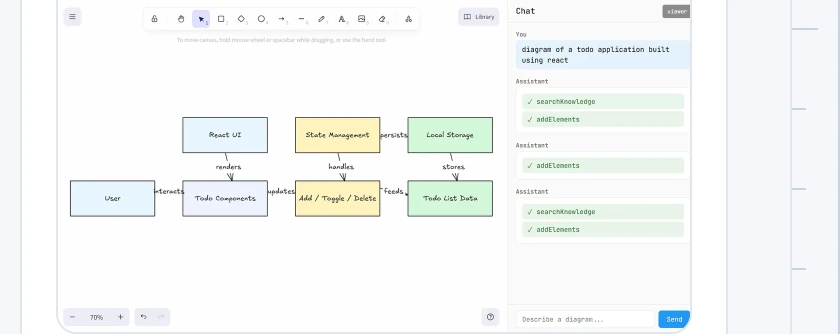 Library
To move canvas, hold mouse wheel or spacebar while dragging, or use the hand tool
React UI
State Management
persists
Local Storage
renders
handles
stores
User
interacts
Todo Components
updates
Add / Toggle / Delete
feeds
Todo List Data
70%
Chat
viewer
You
diagram of a todo application built
using react
Assistant
✓ searchKnowledge
✓ addElements
Assistant
✓ addElements
Assistant
✓ searchKnowledge
✓ addElements
Describe a diagram...
Send